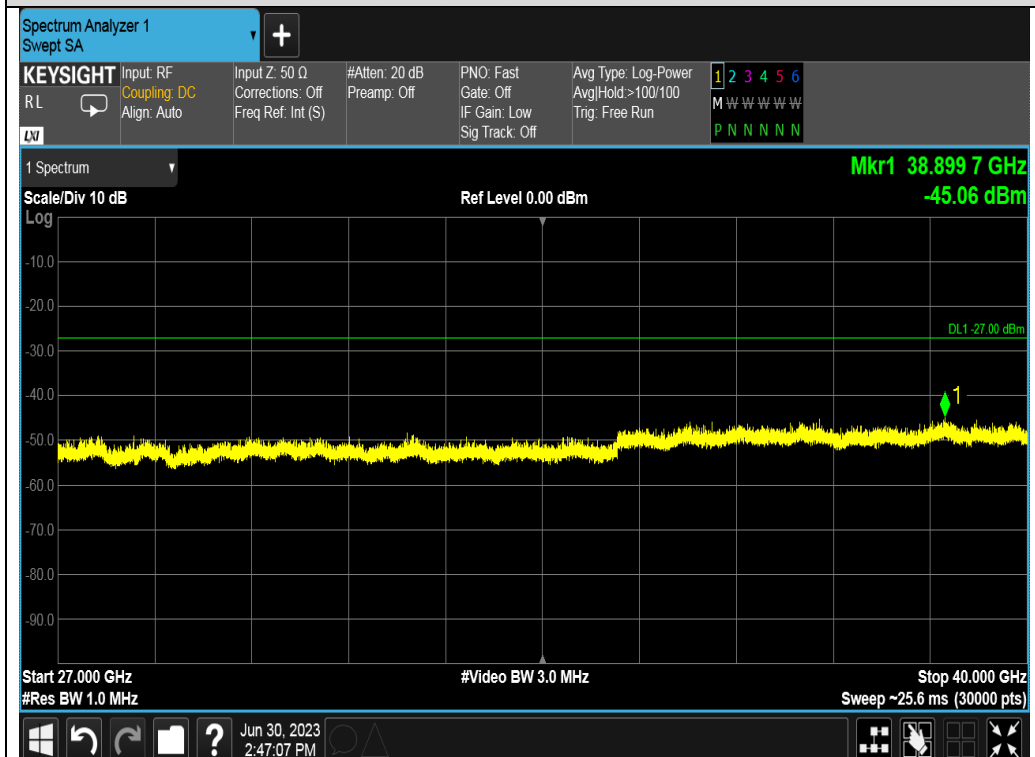 Spectrum Analyzer 1
Swept SA
+
KEYSIGHT
RL
LXI
Input: RF
Coupling: DC
Align: Auto
Input Z: 50 Ω
Corrections: Off
Freq Ref: Int (S)
#Atten: 20 dB
Preamp: Off
PNO: Fast
Gate: Off
IF Gain: Low
Sig Track: Off
Avg Type: Log-Power
Avg|Hold:>100/100
Trig: Free Run
1 2 3 4 5 6
M W W W W W
P N N N N N
1 Spectrum
Mkr1 38.899 7 GHz
-45.06 dBm
Scale/Div 10 dB
Ref Level 0.00 dBm
Log
-10.0
-20.0
DL1 -27.00 dBm
-30.0
-40.0
1
-50.0
-60.0
-70.0
-80.0
-90.0
Start 27.000 GHz
#Video BW 3.0 MHz
Stop 40.000 GHz
#Res BW 1.0 MHz
Sweep ~25.6 ms (30000 pts)
?
Jun 30, 2023
2:47:07 PM